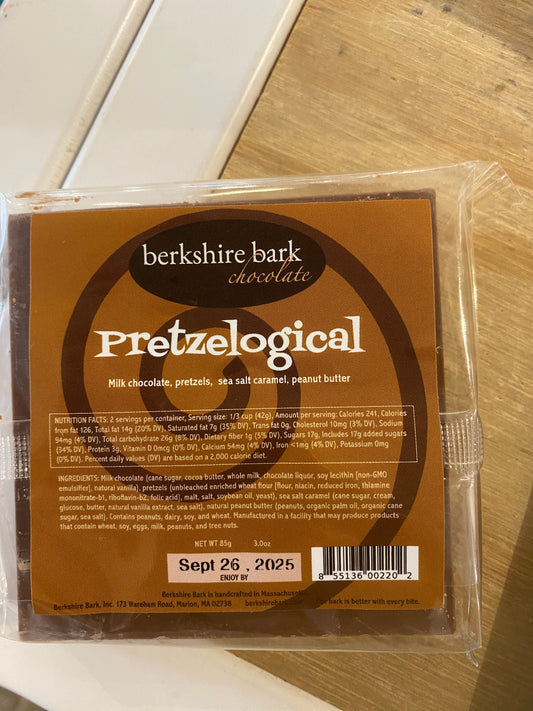 berkshire bark
chocolate
Pretzelogical
Milk chocolate, pretzels, sea salt caramel, peanut butter
NUTRITION FACTS: 2 servings per container, Serving size: 1/3 cup (42g), Amount per serving: Calories 241, Calories
from fat 126, Total fat 14g (20% DV), Saturated fat 7g (35% DV), Trans fat 0g, Cholesterol 10mg (3% DV), Sodium
94mg (4% DV), Total carbohydrate 26g (8% DV), Dietary fiber 1g (5% DV), Sugars 17g, Includes 17g added sugars
(34% DV), Protein 3g, Vitamin D 0mcg (0% DV), Calcium 54mg (4% DV), Iron <1mg (4% DV), Potassium 0mg
(0% DV). Percent daily values (DV) are based on a 2,000 calorie diet.
INGREDIENTS: Milk chocolate (cane sugar, cocoa butter, whole milk, chocolate liquor, soy lecithin [non-GMO
emulsifier], natural vanilla), pretzels (unbleached enriched wheat flour [flour, niacin, reduced iron, thiamine
mononitrate-b1, riboflavin-b2, folic acid], malt, salt, soybean oil, yeast), sea salt caramel (cane sugar, cream,
glucose, butter, natural vanilla extract, sea salt), natural peanut butter (peanuts, organic palm oil, organic cane
sugar, sea salt). Contains peanuts, dairy, soy, and wheat. Manufactured in a facility that may produce products
that contain wheat, soy, eggs, milk, peanuts, and tree nuts.
NET WT 85g 3.0oz
Sept 26, 2025
ENJOY BY
8 55136 00220 2
Berkshire Bark is handcrafted in
Berkshire Bark, Inc. 173 Wareham Road, Marion, MA 02738 bark is better with every bite.